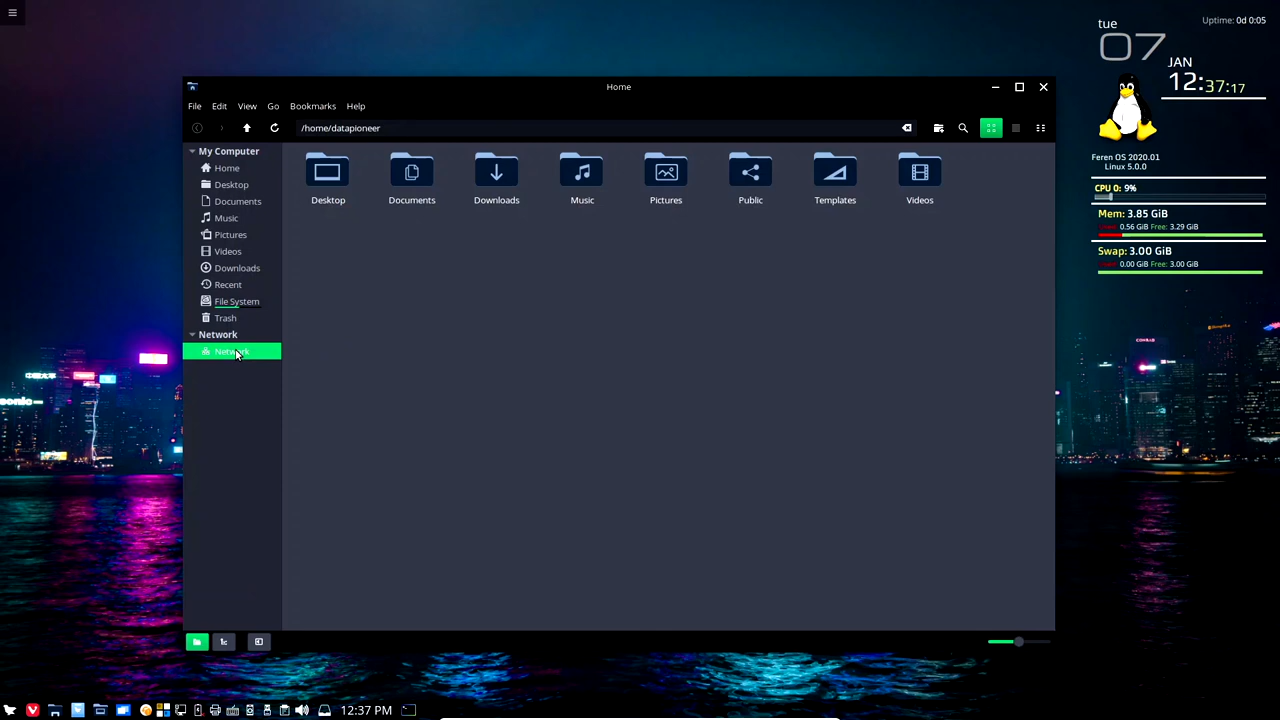 tue
07
JAN
12:37:17
Uptime: 0d 0:05
Feren OS 2020.01
Linux 5.0.0
CPU 0: 9%
Mem: 3.85 GiB
0.56 GiB Free: 3.29 GiB
Swap: 3.00 GiB
0.00 GiB Free: 3.00 GiB
Home
File Edit View Go Bookmarks Help
/home/datapioneer
My Computer
Home
Desktop
Documents
Music
Pictures
Videos
Downloads
Recent
File System
Trash
Network
Network
Desktop Documents Downloads Music Pictures Public Templates Videos
12:37 PM